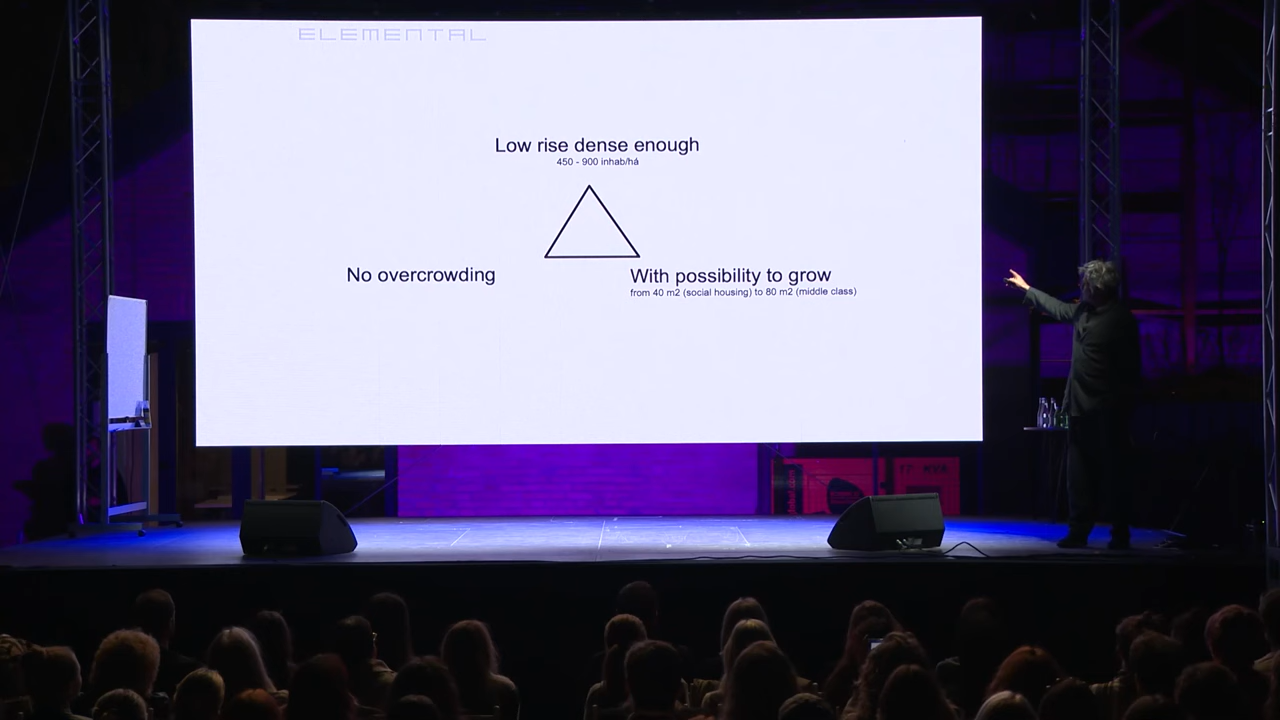 ELEMENTAL
Low rise dense enough
450 - 900 inhab/há
No overcrowding
With possibility to grow
from 40 m2 (social housing) to 80 m2 (middle class)